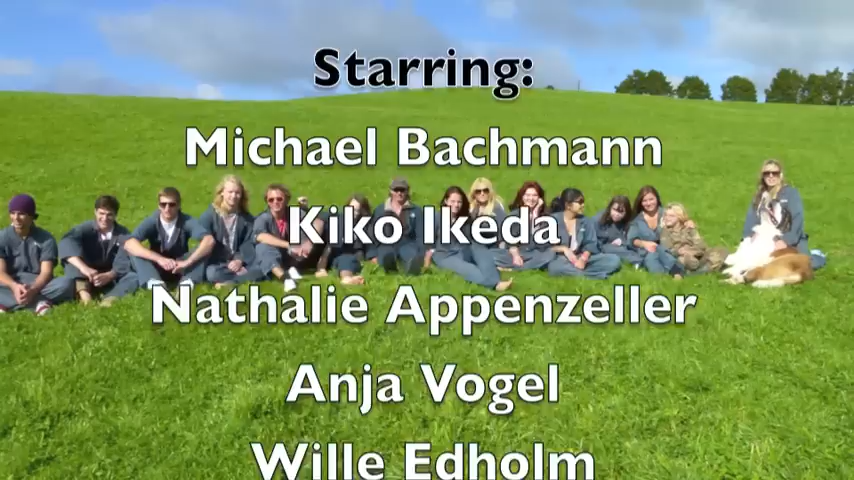 Starring:
Michael Bachmann
Kiko Ikeda
Nathalie Appenzeller
Anja Vogel
Wille Edholm